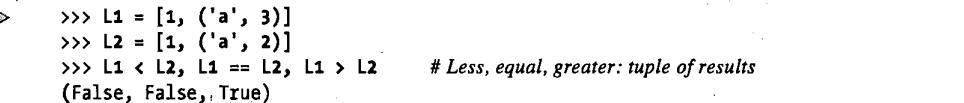 >>> L1 = [1, ('a', 3)]
>>> L2 = [1, ('a', 2)]
>>> L1 < L2, L1 == L2, L1 > L2 # Less, equal, greater: tuple of results
(False, False, True)